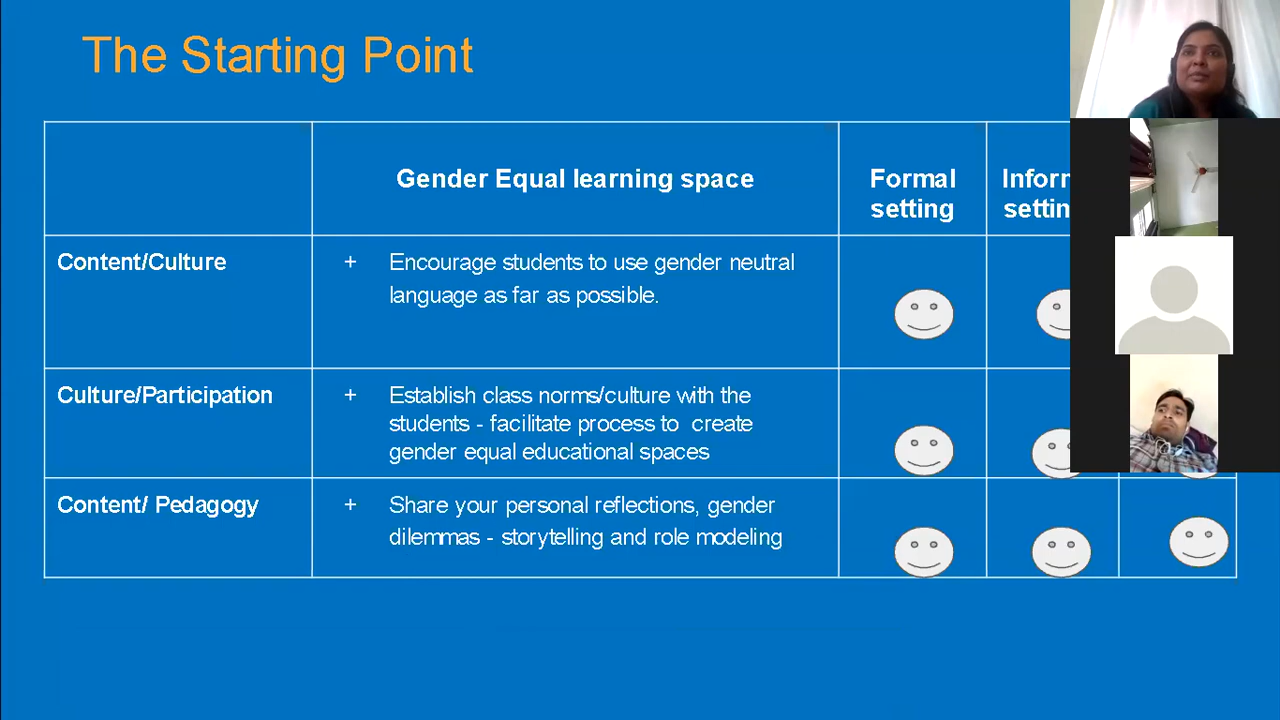 The Starting Point
Gender Equal learning space
Formal
setting
Content/Culture
+ Encourage students to use gender neutral
language as far as possible.
Culture/Participation
+ Establish class norms/culture with the
students - facilitate process to create
gender equal educational spaces
Content/ Pedagogy
+ Share your personal reflections, gender
dilemmas - storytelling and role modeling